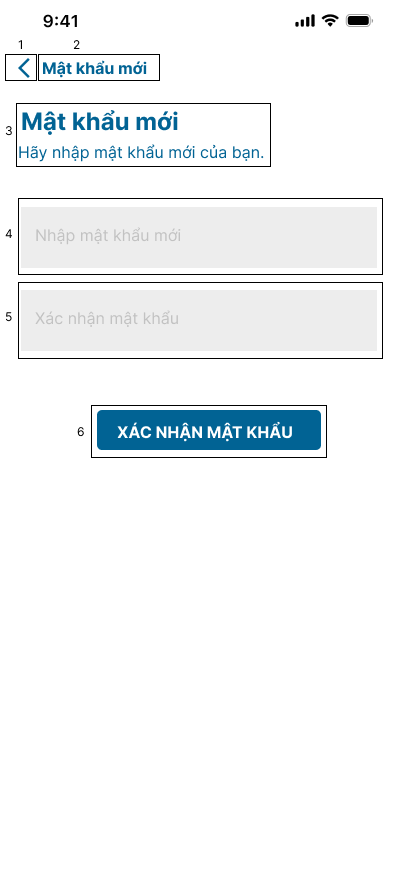 9:41
1 2
Mật khẩu mới
3 Mật khẩu mới
Hãy nhập mật khẩu mới của bạn.
4 Nhập mật khẩu mới
5 Xác nhận mật khẩu
6 XÁC NHẬN MẬT KHẨU